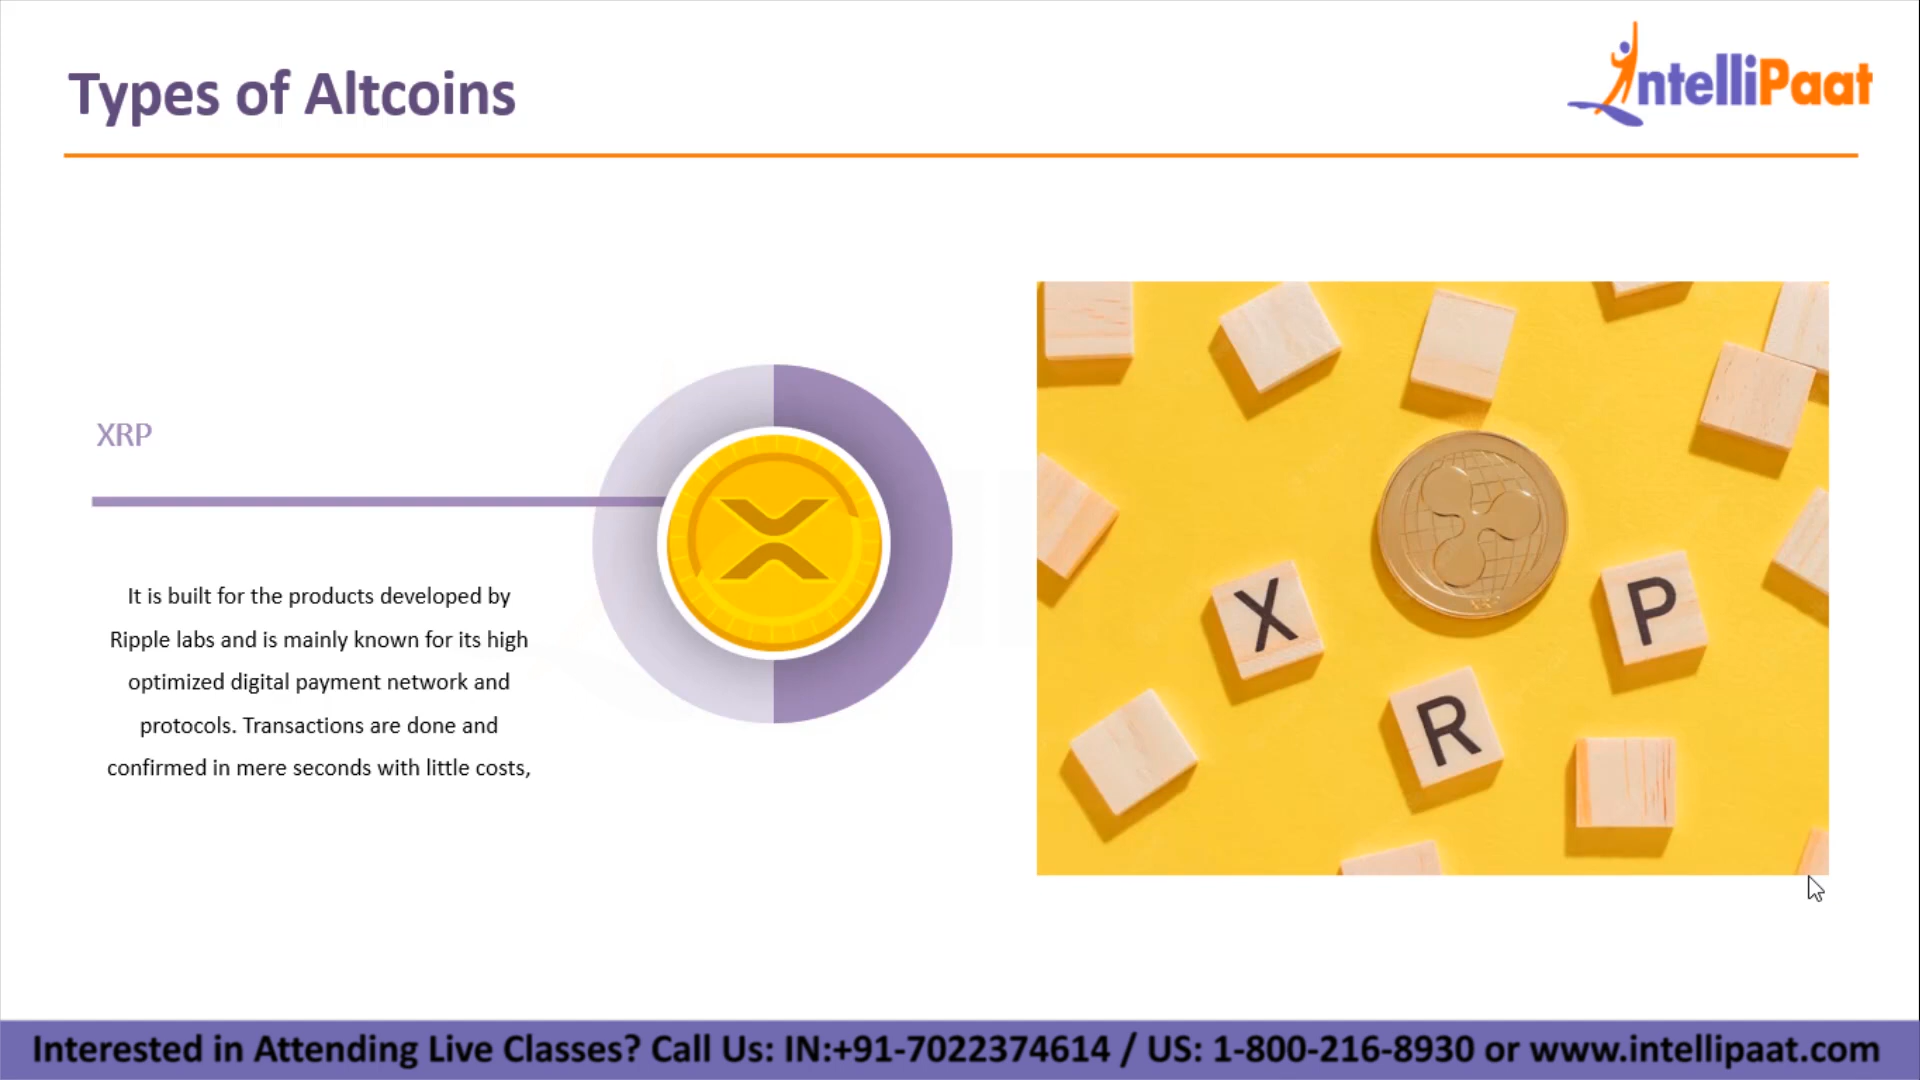 Types of Altcoins
IntelliPaat
XRP
It is built for the products developed by
Ripple labs and is mainly known for its high
optimized digital payment network and
protocols. Transactions are done and
confirmed in mere seconds with little costs,
X
R
P
Interested in Attending Live Classes? Call Us: IN:+91-7022374614 / US: 1-800-216-8930 or www.intellipaat.com